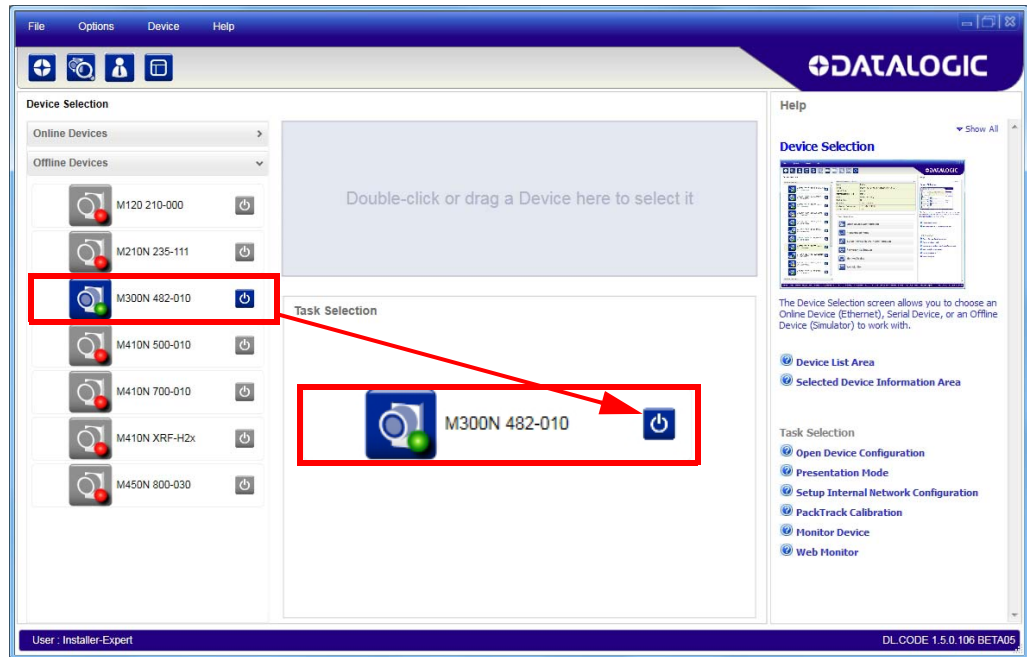 File Options Device Help
DATALOGIC
Device Selection
Online Devices
Offline Devices
M120 210-000
M210N 235-111
M300N 482-010
M410N 500-010
M410N 700-010
M410N XRF-H2x
M450N 800-030
Double-click or drag a Device here to select it
Task Selection
M300N 482-010
Help
Show All
Device Selection
DATALOGIC
The Device Selection screen allows you to choose an
Online Device (Ethernet), Serial Device, or an Offline
Device (Simulator) to work with.
Device List Area
Selected Device Information Area
Task Selection
Open Device Configuration
Presentation Mode
Setup Internal Network Configuration
PackTrack Calibration
Monitor Device
Web Monitor
User : Installer-Expert
DL.CODE 1.5.0.106 BETA05